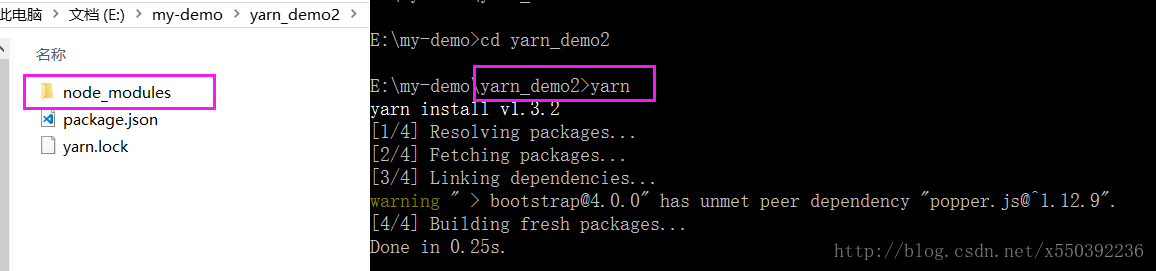 此电脑 > 文档 (E:) > my-demo > yarn_demo2 >
名称
node_modules
package.json
yarn.lock
E:\my-demo>cd yarn_demo2
E:\my-demo\yarn_demo2>yarn
yarn install v1.3.2
[1/4] Resolving packages...
[2/4] Fetching packages...
[3/4] Linking dependencies...
warning " > bootstrap@4.0.0" has unmet peer dependency "popper.js@^1.12.9".
[4/4] Building fresh packages...
Done in 0.25s.
http://blog.csdn.net/x550392236